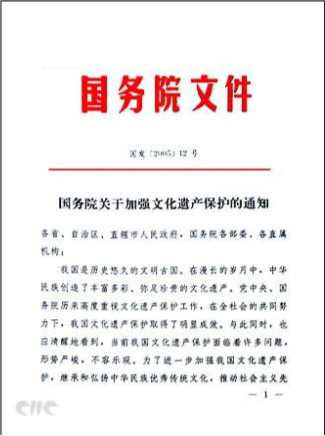 国务院文件
国发〔2005〕42号
国务院关于加强文化遗产保护的通知
各省、自治区、直辖市人民政府，国务院各部委、各直属
机构：
我国是历史悠久的文明古国。在漫长的岁月中，中华
民族创造了丰富多彩、弥足珍贵的文化遗产。党中央、国
务院历来高度重视文化遗产保护工作，在全社会的共同努
力下，我国文化遗产保护取得了明显成效。与此同时，也
应清醒地看到，当前我国文化遗产保护面临着许多问题，
形势严峻，不容乐观。为了进一步加强我国文化遗产保
护，继承和弘扬中华民族优秀传统文化，推动社会主义先
— 1 —